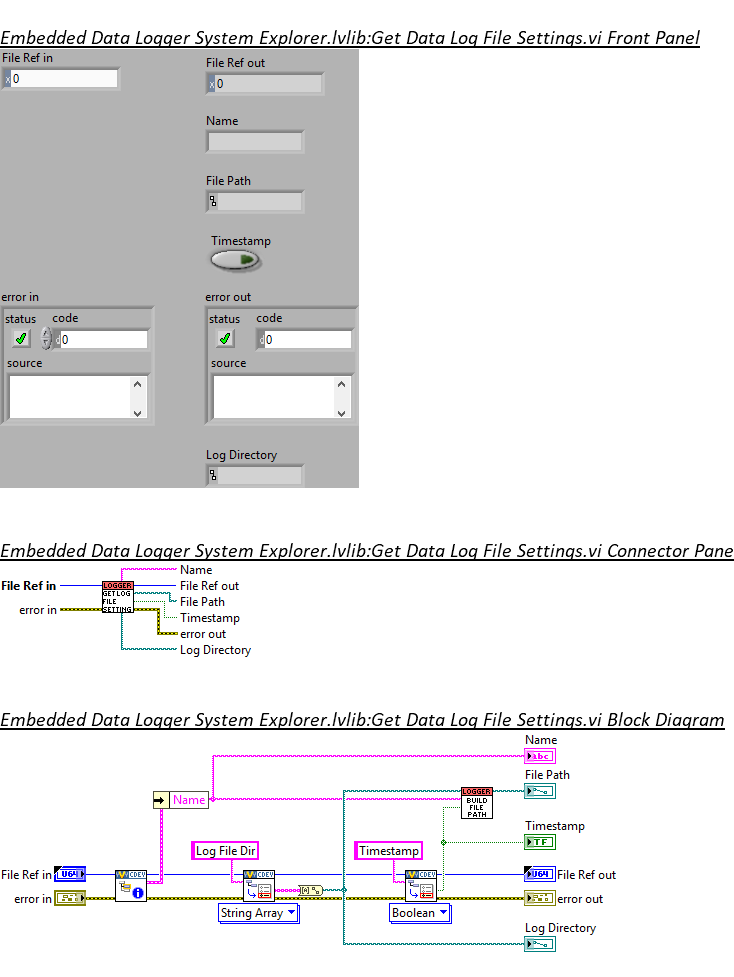 Embedded Data Logger System Explorer.lvlib:Get Data Log File Settings.vi Front Panel
File Ref in
File Ref out
x 0
x 0
Name
File Path
Timestamp
error in
error out
status code
status code
d 0
d 0
source
source
Log Directory
Embedded Data Logger System Explorer.lvlib:Get Data Log File Settings.vi Connector Pane
Name
File Ref in
LOGGER
GET LOG
FILE
SETTING
File Ref out
File Path
error in
Timestamp
error out
Log Directory
Embedded Data Logger System Explorer.lvlib:Get Data Log File Settings.vi Block Diagram
Name
abc
File Path
Name
LOGGER
BUILD
FILE
PATH
Timestamp
TF
Log File Dir
Timestamp
File Ref in
U64
CDEV
CDEV
CDEV
U64
File Ref out
error in
error out
String Array
Boolean
Log Directory